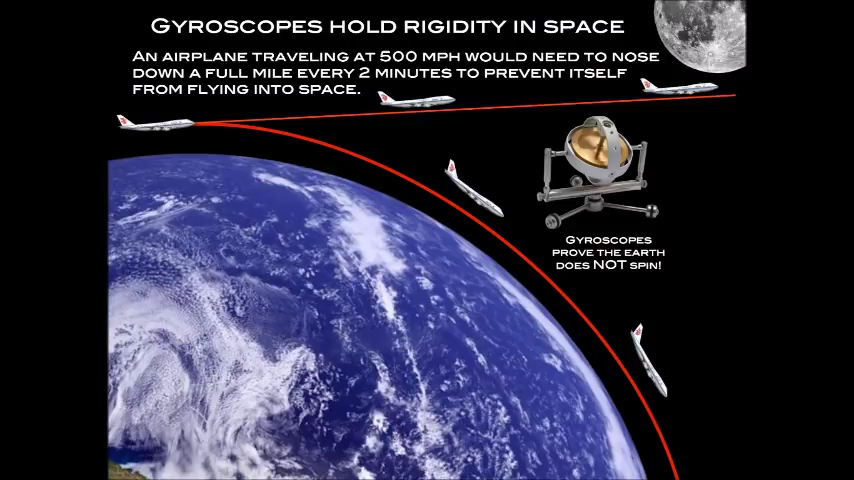 Gyroscopes hold rigidity in space
An airplane traveling at 500 mph would need to nose
down a full mile every 2 minutes to prevent itself
from flying into space.
Gyroscopes
prove the earth
does NOT spin!